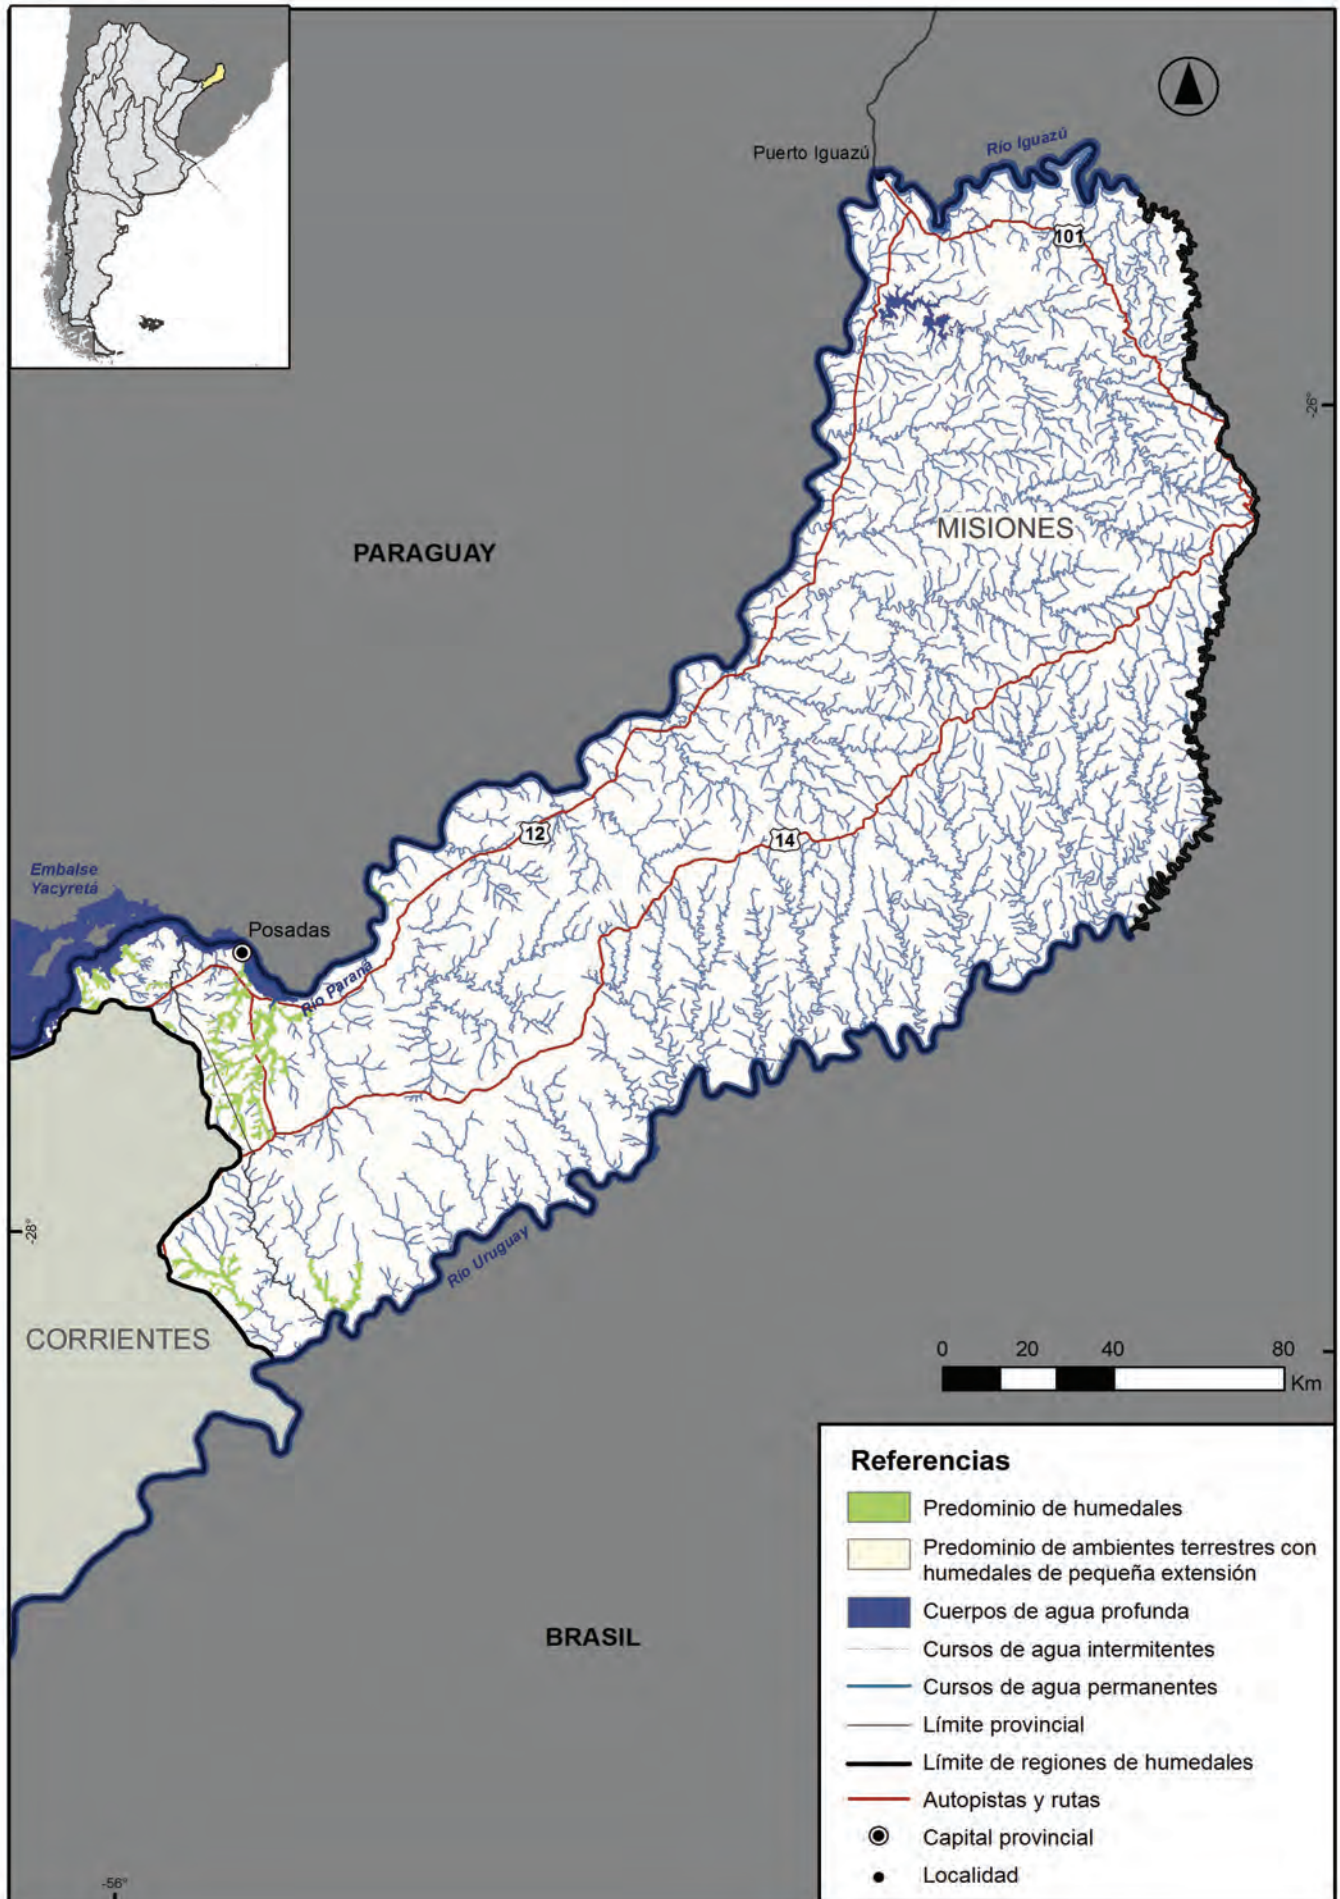 Puerto Iguazú
Río Iguazú
101
-26°
MISIONES
PARAGUAY
12
14
Embalse
Yacyretá
Posadas
Río Paraná
-28°
Río Uruguay
CORRIENTES
0 20 40 80
Km
BRASIL
-56°
Referencias
Predominio de humedales
Predominio de ambientes terrestres con
humedales de pequeña extensión
Cuerpos de agua profunda
Cursos de agua intermitentes
Cursos de agua permanentes
Límite provincial
Límite de regiones de humedales
Autopistas y rutas
Capital provincial
Localidad